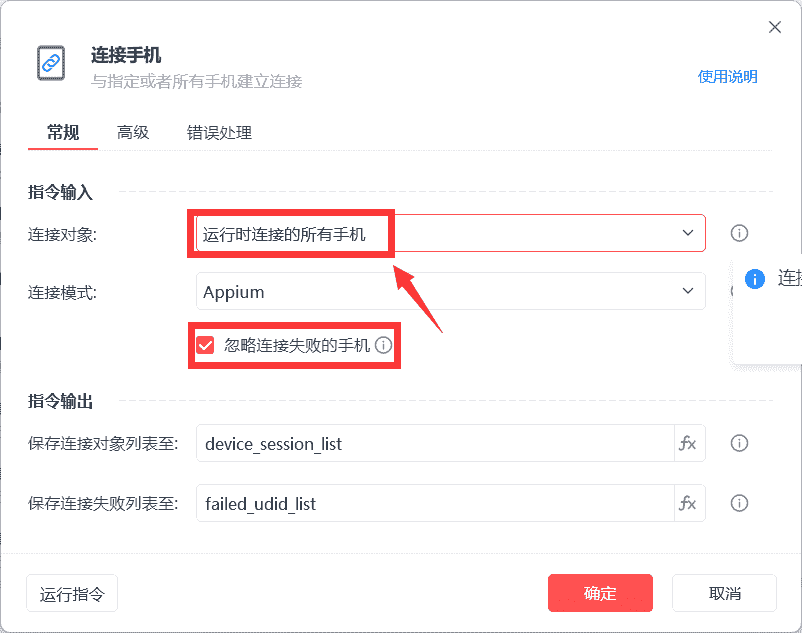 连接手机
与指定或者所有手机建立连接
使用说明
常规 高级 错误处理
指令输入
连接对象: 运行时连接的所有手机
连接模式: Appium
忽略连接失败的手机
指令输出
保存连接对象列表至: device_session_list fx
保存连接失败列表至: failed_udid_list fx
运行指令 确定 取消